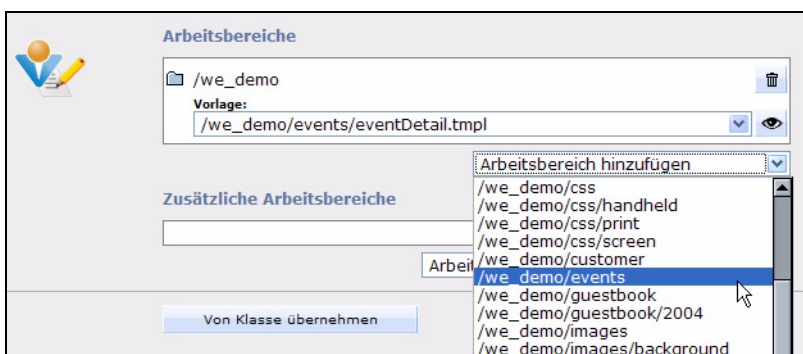 Arbeitsbereiche
/we_demo
Vorlage:
/we_demo/events/eventDetail.tmpl
Arbeitsbereich hinzufügen
/we_demo/css
/we_demo/css/handheld
Zusätzliche Arbeitsbereiche
/we_demo/css/print
/we_demo/css/screen
/we_demo/customer
Arbeit
/we_demo/events
/we_demo/guestbook
/we_demo/guestbook/2004
Von Klasse übernehmen
/we_demo/images
/we_demo/images/background